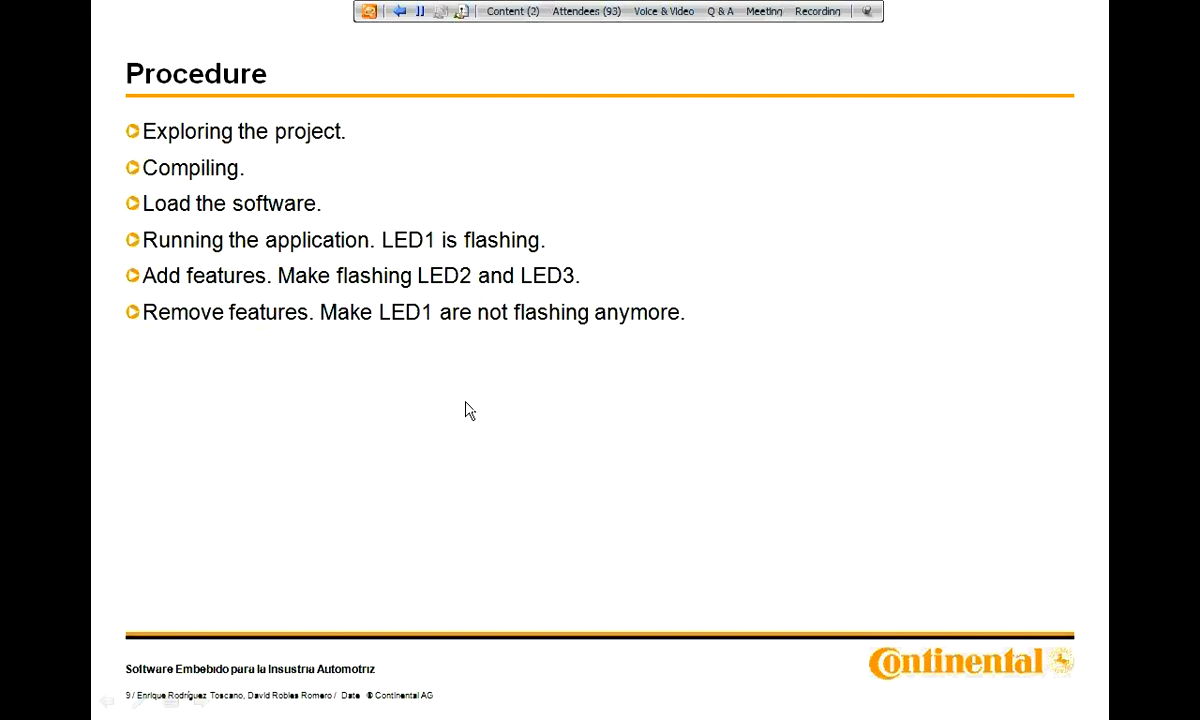 Content (2) Attendees (93) Voice & Video Q & A Meeting Recording
Procedure
Exploring the project.
Compiling.
Load the software.
Running the application. LED1 is flashing.
Add features. Make flashing LED2 and LED3.
Remove features. Make LED1 are not flashing anymore.
Software Embebido para la Insustria Automotriz
Continental
9 / Enrique Rodríguez Toscano, David Robles Romero / Date © Continental AG